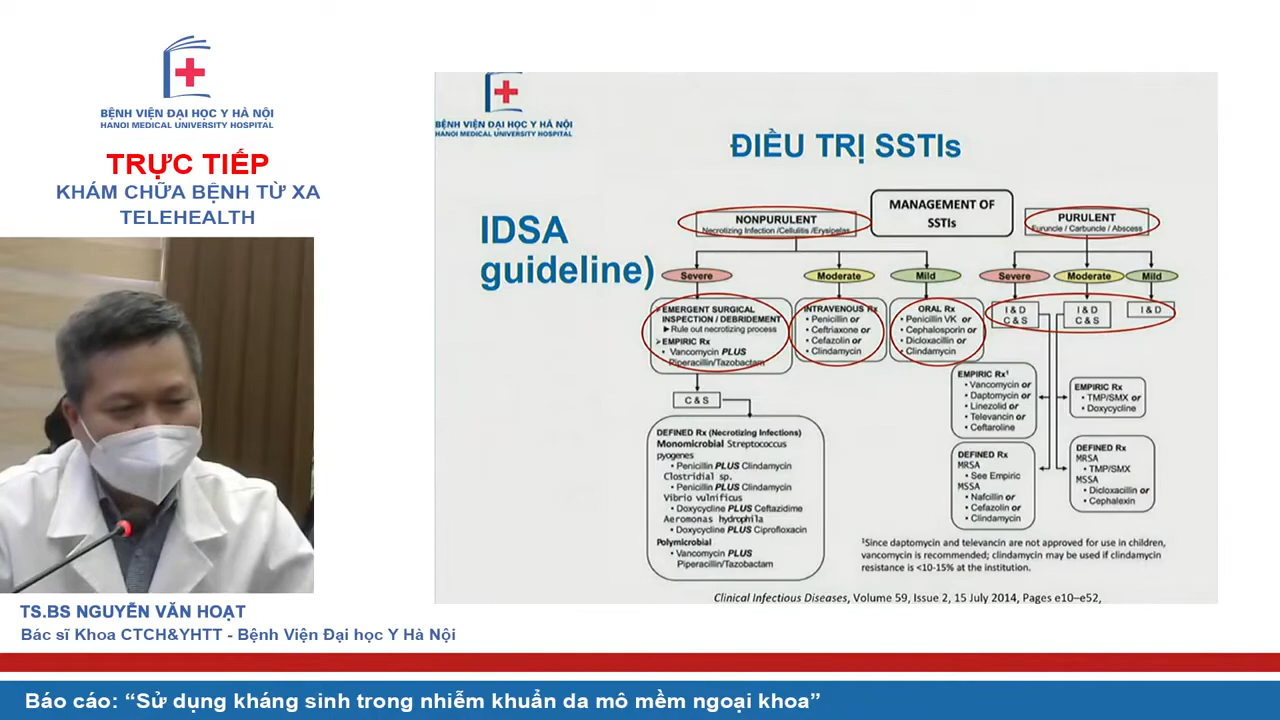 BỆNH VIỆN ĐẠI HỌC Y HÀ NỘI
HANOI MEDICAL UNIVERSITY HOSPITAL
TRỰC TIẾP
KHÁM CHỮA BỆNH TỪ XA
TELEHEALTH
TS.BS NGUYỄN VĂN HOẠT
Bác sĩ Khoa CTCH&YHTT - Bệnh Viện Đại học Y Hà Nội
BỆNH VIỆN ĐẠI HỌC Y HÀ NỘI
HANOI MEDICAL UNIVERSITY HOSPITAL
ĐIỀU TRỊ SSTIs
IDSA
guideline)
MANAGEMENT OF
SSTIs
NONPURULENT
Necrotizing Infection /Cellulitis /Erysipelas
PURULENT
Furuncle / Carbuncle / Abscess
Severe
Moderate
Mild
Severe
Moderate
Mild
EMERGENT SURGICAL
INSPECTION / DEBRIDEMENT
►Rule out necrotizing process
>EMPIRIC Rx
• Vancomycin PLUS
Piperacillin/Tazobactam
INTRAVENOUS Rx
• Penicillin or
• Ceftriaxone or
• Cefazolin or
• Clindamycin
ORAL Rx
• Penicillin VK or
• Cephalosporin or
• Dicloxacillin or
• Clindamycin
I & D
C & S
I & D
C & S
I & D
C & S
DEFINED Rx (Necrotizing Infections)
Monomicrobial Streptococcus
pyogenes
• Penicillin PLUS Clindamycin
Clostridial sp.
• Penicillin PLUS Clindamycin
Vibrio vulnificus
• Doxycycline PLUS Ceftazidime
Aeromonas hydrophila
• Doxycycline PLUS Ciprofloxacin
Polymicrobial
• Vancomycin PLUS
Piperacillin/Tazobactam
EMPIRIC Rx¹
• Vancomycin or
• Daptomycin or
• Linezolid or
• Televancin or
• Ceftaroline
EMPIRIC Rx
• TMP/SMX or
• Doxycycline
DEFINED Rx
MRSA
• See Empiric
MSSA
• Nafcillin or
• Cefazolin or
• Clindamycin
DEFINED Rx
MRSA
• TMP/SMX
MSSA
• Dicloxacillin or
• Cephalexin
¹Since daptomycin and televancin are not approved for use in children,
vancomycin is recommended; clindamycin may be used if clindamycin
resistance is <10-15% at the institution.
Clinical Infectious Diseases, Volume 59, Issue 2, 15 July 2014, Pages e10–e52,
Báo cáo: “Sử dụng kháng sinh trong nhiễm khuẩn da mô mềm ngoại khoa”